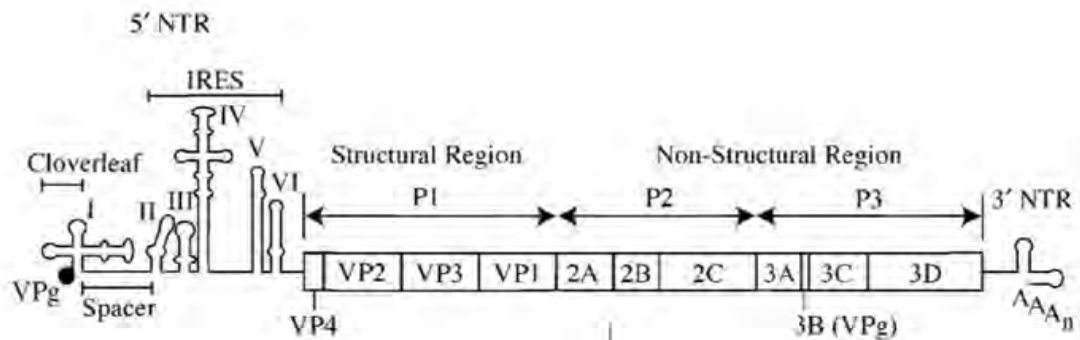 5′ NTR
IRES
IV
Cloverleaf
V
Structural Region
Non-Structural Region
I
II
III
VI
P1
P2
P3
3′ NTR
VP2
VP3
VP1
2A
2B
2C
3A
3C
3D
VPg
Spacer
VP4
3B (VPg)
AAAn